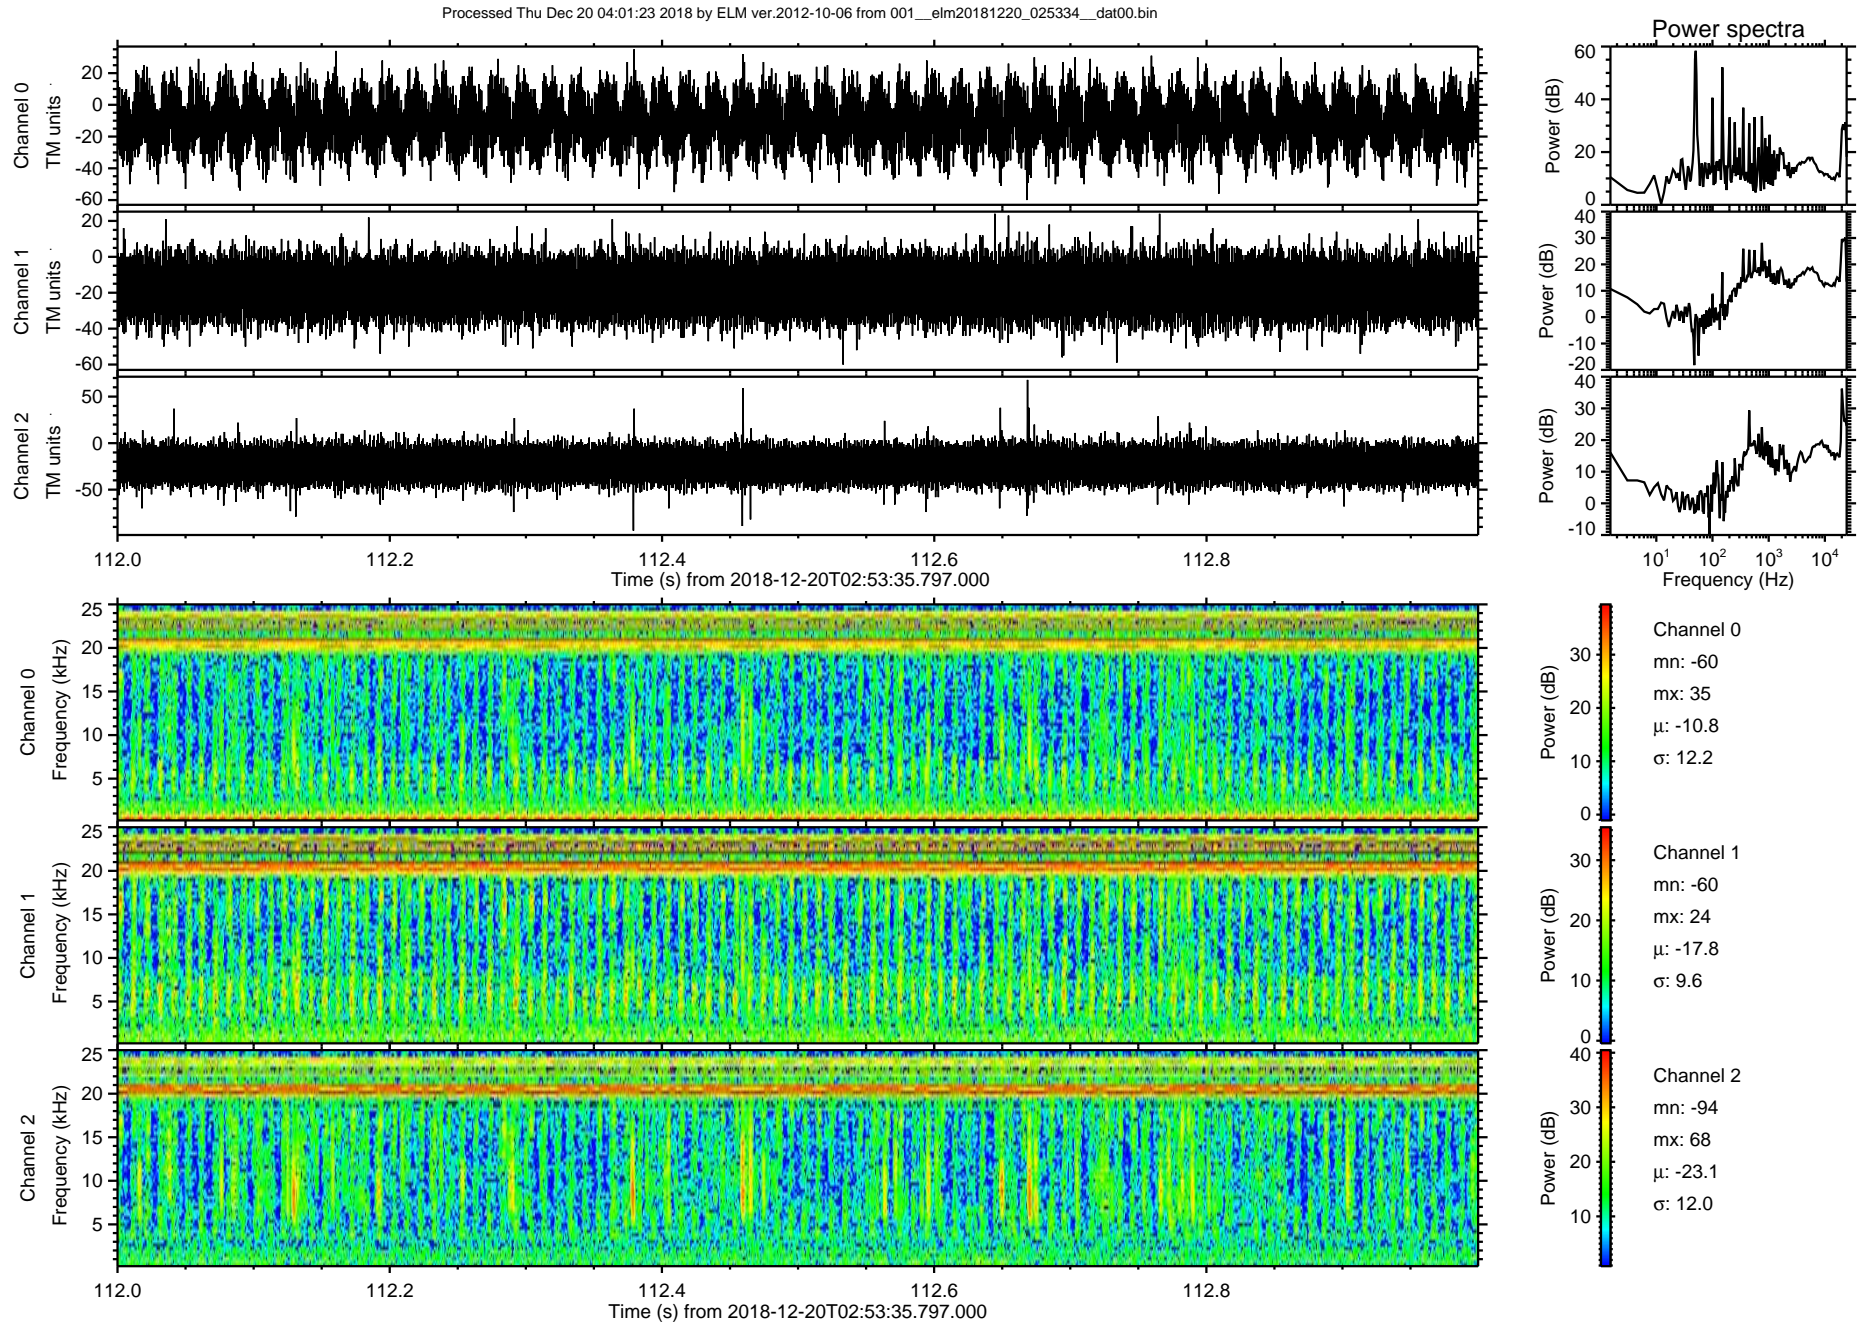 Processed Thu Dec 20 04:01:23 2018 by ELM ver.2012-10-06 from 001__elm20181220_025334__dat00.bin
Power spectra
Channel 0
TM units
20
0
-20
-40
-60
Power (dB)
60
40
20
0
Channel 1
TM units
20
0
-20
-40
-60
Power (dB)
40
30
20
10
0
-10
-20
Channel 2
TM units
50
0
-50
Power (dB)
40
30
20
10
0
-10
112.0 112.2 112.4 112.6 112.8
Time (s) from 2018-12-20T02:53:35.797.000
10¹ 10² 10³ 10⁴
Frequency (Hz)
Channel 0
Frequency (kHz)
25
20
15
10
5
Power (dB)
30
20
10
0
Channel 0
mn: -60
mx: 35
μ: -10.8
σ: 12.2
Channel 1
Frequency (kHz)
25
20
15
10
5
Power (dB)
30
20
10
0
Channel 1
mn: -60
mx: 24
μ: -17.8
σ: 9.6
Channel 2
Frequency (kHz)
25
20
15
10
5
Power (dB)
40
30
20
10
Channel 2
mn: -94
mx: 68
μ: -23.1
σ: 12.0
112.0 112.2 112.4 112.6 112.8
Time (s) from 2018-12-20T02:53:35.797.000